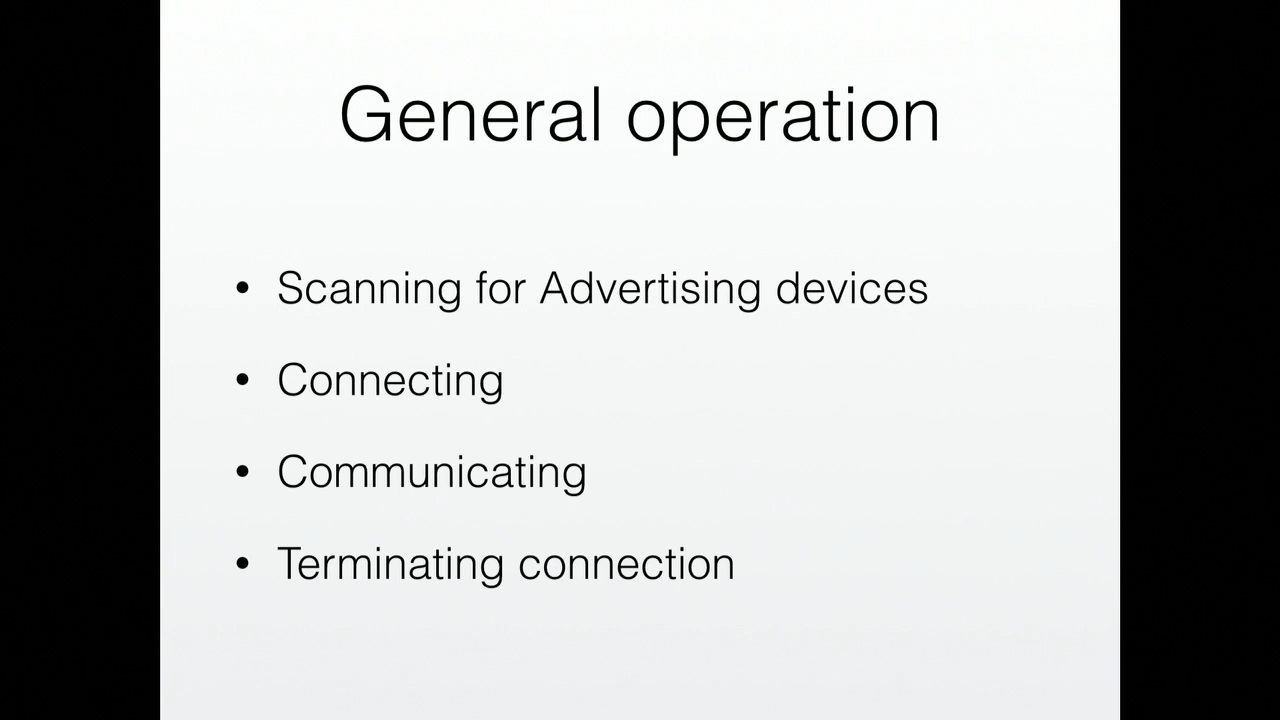 General operation
• Scanning for Advertising devices
• Connecting
• Communicating
• Terminating connection